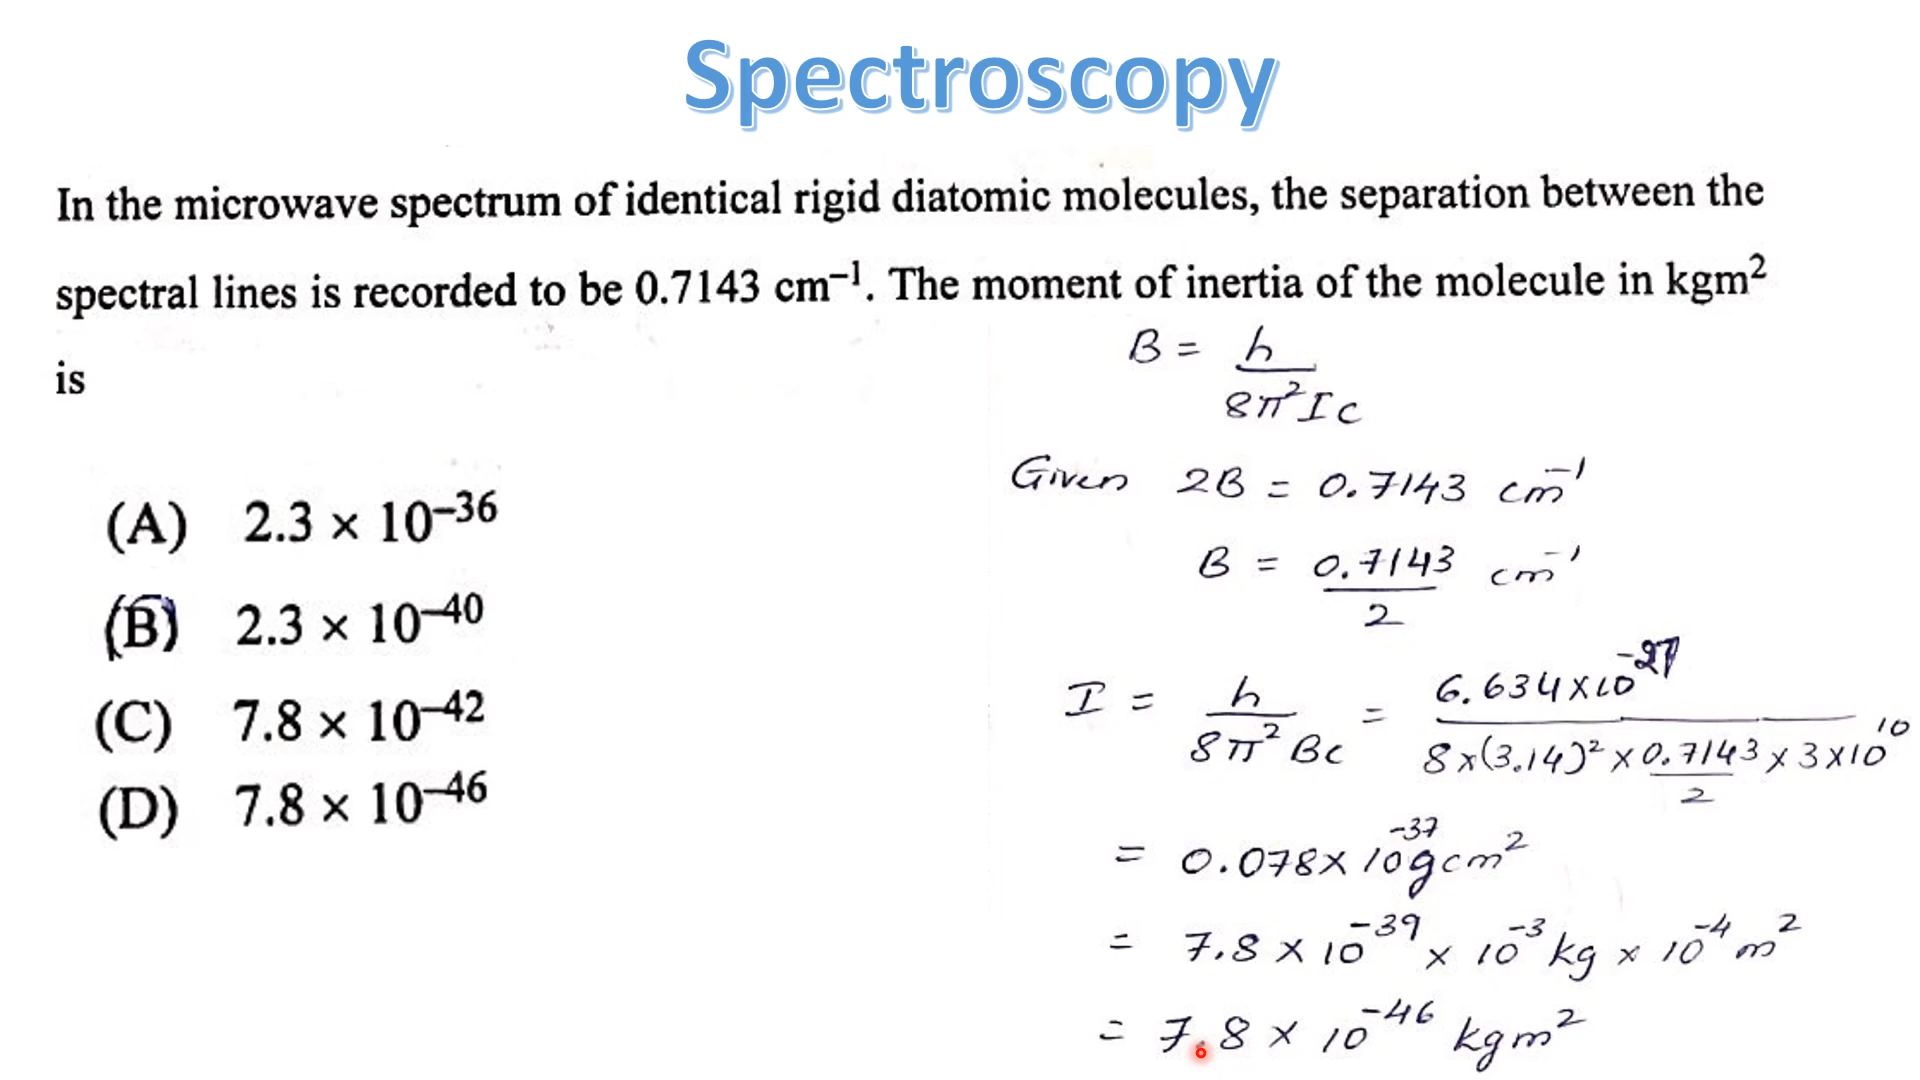 Spectroscopy
In the microwave spectrum of identical rigid diatomic molecules, the separation between the
spectral lines is recorded to be 0.7143 cm⁻¹. The moment of inertia of the molecule in kgm²
is
(A) 2.3 × 10⁻³⁶
(B) 2.3 × 10⁻⁴⁰
(C) 7.8 × 10⁻⁴²
(D) 7.8 × 10⁻⁴⁶
B = h / 8π²Ic
Given 2B = 0.7143 cm⁻¹
B = 0.7143 / 2 cm⁻¹
I = h / 8π²Bc = 6.634×10⁻²⁷ / 8×(3.14)² × 0.7143/2 × 3×10¹⁰
= 0.078×10⁻³⁷ g cm²
= 7.8 × 10⁻³⁹ × 10⁻³ kg × 10⁻⁴ m²
= 7.8 × 10⁻⁴⁶ kgm²